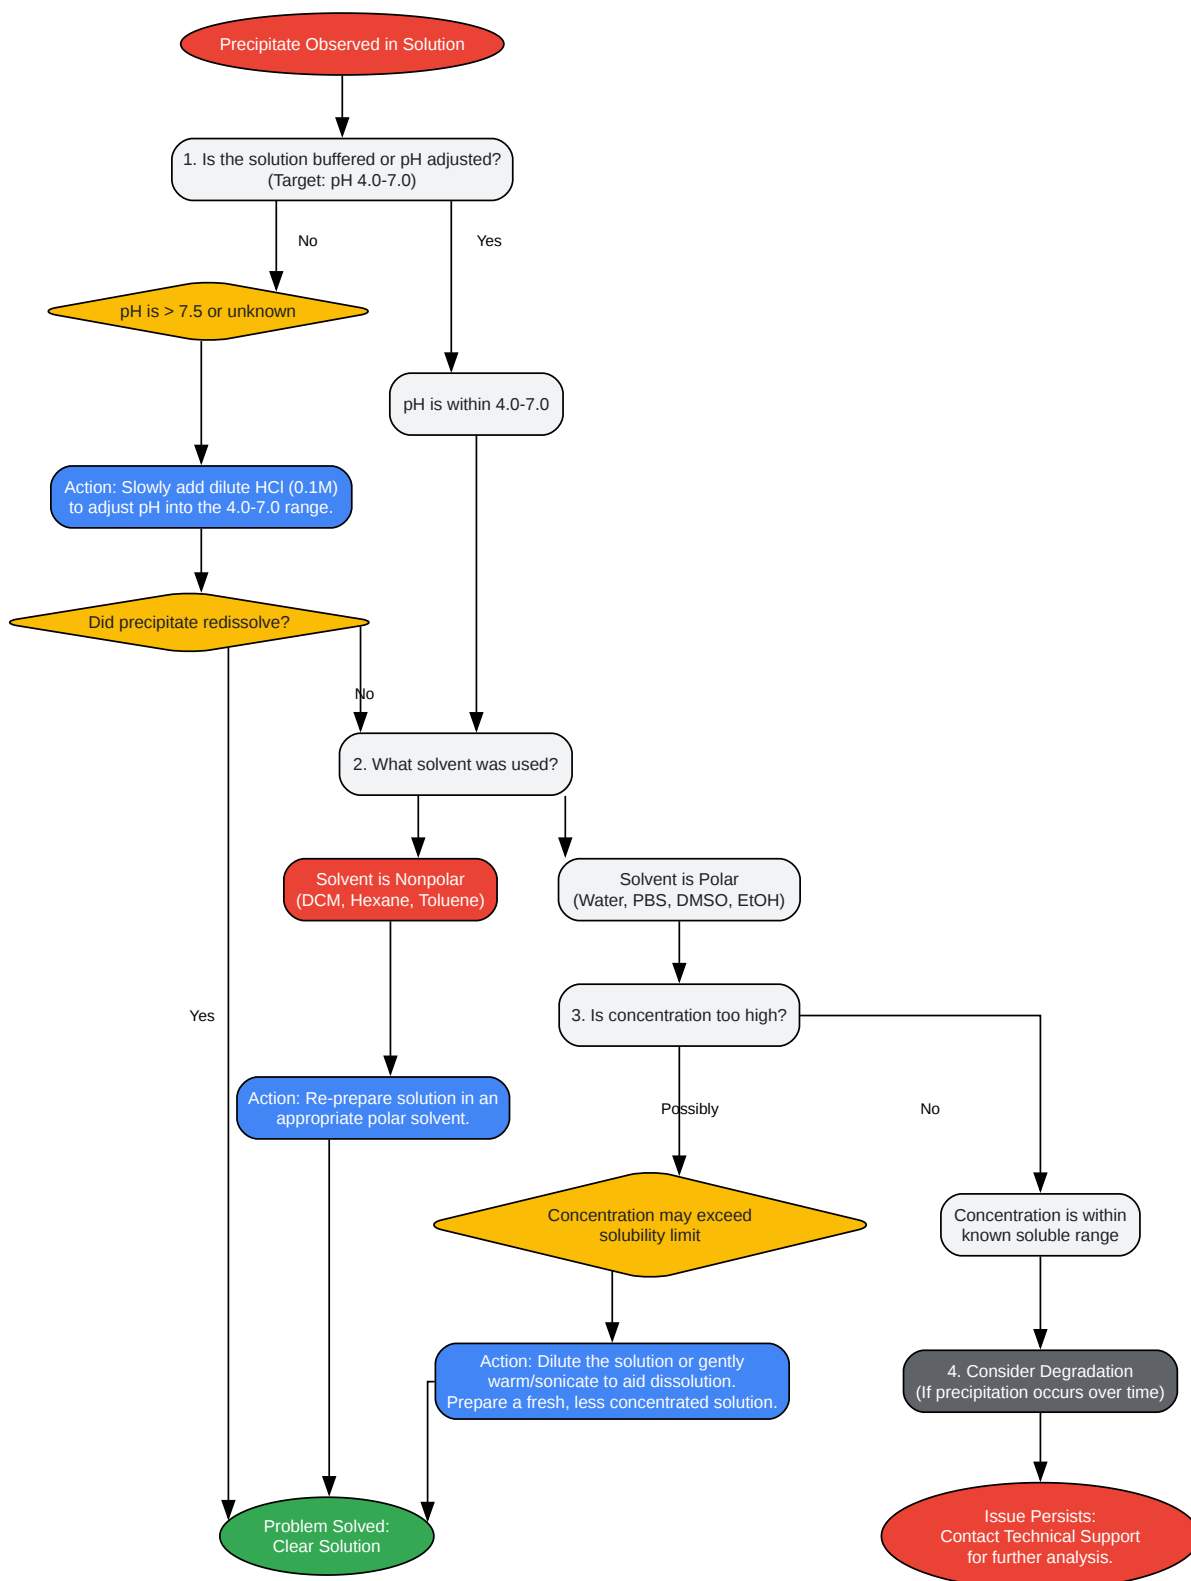 Precipitate Observed in Solution
1. Is the solution buffered or pH adjusted?
(Target: pH 4.0-7.0)
No
Yes
pH is > 7.5 or unknown
pH is within 4.0-7.0
Action: Slowly add dilute HCl (0.1M)
to adjust pH into the 4.0-7.0 range.
Did precipitate redissolve?
No
2. What solvent was used?
Solvent is Nonpolar
(DCM, Hexane, Toluene)
Solvent is Polar
(Water, PBS, DMSO, EtOH)
Yes
3. Is concentration too high?
Action: Re-prepare solution in an
appropriate polar solvent.
Possibly
No
Concentration may exceed
solubility limit
Concentration is within
known soluble range
Action: Dilute the solution or gently
warm/sonicate to aid dissolution.
Prepare a fresh, less concentrated solution.
4. Consider Degradation
(If precipitation occurs over time)
Problem Solved:
Clear Solution
Issue Persists:
Contact Technical Support
for further analysis.